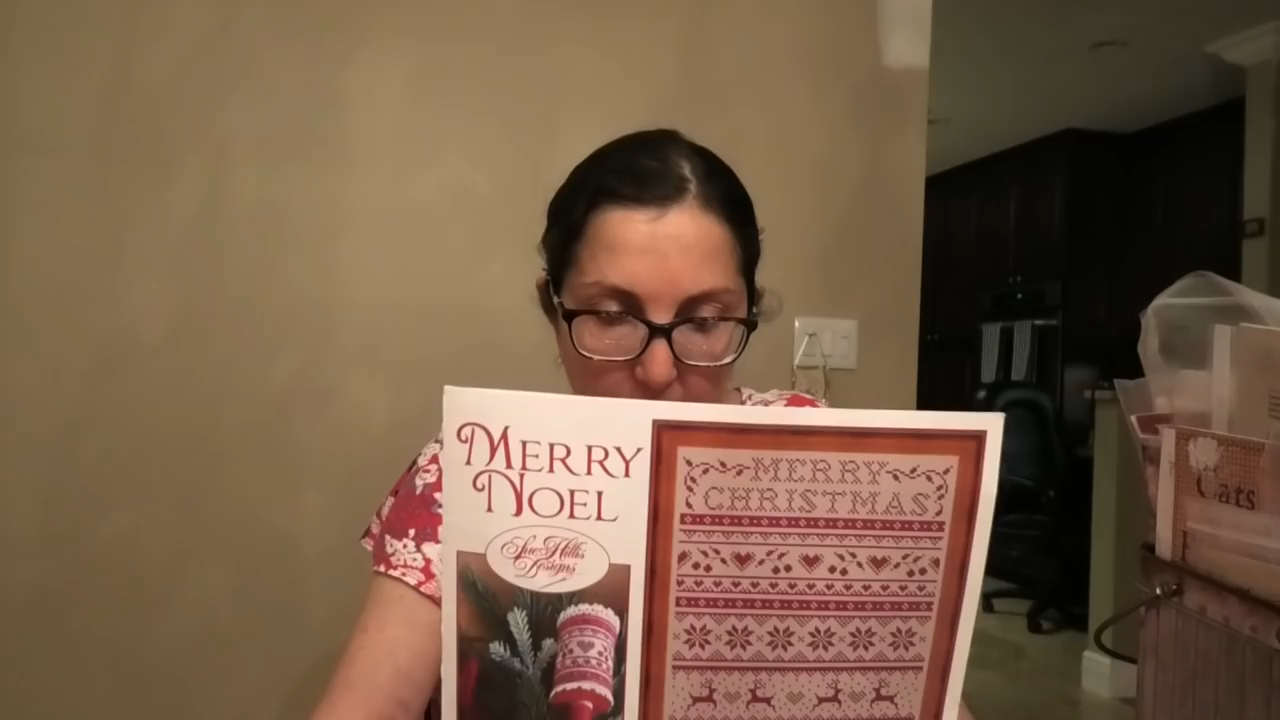 MERRY
NOEL
Sue Hillis
Designs
MERRY
CHRISTMAS
Cats